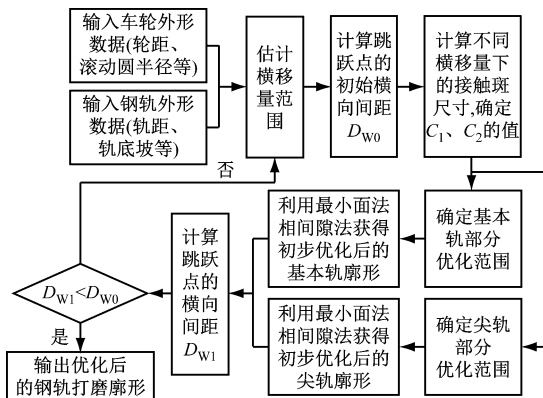 输入车轮外形
数据(轮距、
滚动圆半径等)
输入钢轨外形
数据(轨距、
轨底坡等)
估计
横移
量范
围
计算跳
跃点的
初始横
向间距
D_W0
计算不同
横移量下
的接触斑
尺寸,确定
C_1、C_2的值
否
确定基本
轨部分
优化范围
利用最小面法
相间隙法获得
初步优化后的
基本轨廓形
确定尖轨
部分
优化范围
利用最小面法
相间隙法获得
初步优化后的
尖轨廓形
计算
跳跃
点的
横向
间距
D_W1
D_W1<D_W0
是
输出优化后
的钢轨打磨廓形